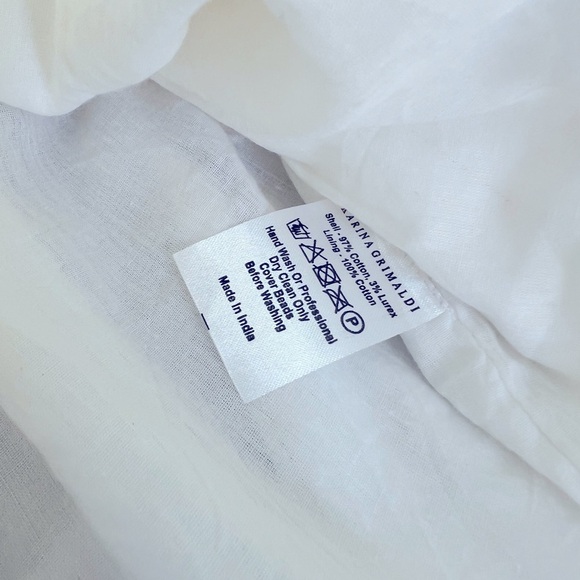 KARINA GRIMALDI
Shell - 97% Cotton, 3% Lurex
Lining - 100% Cotton
P
Hand Wash Or Professional
Dry Clean Only
Cover Beads
Before Washing
Made In India